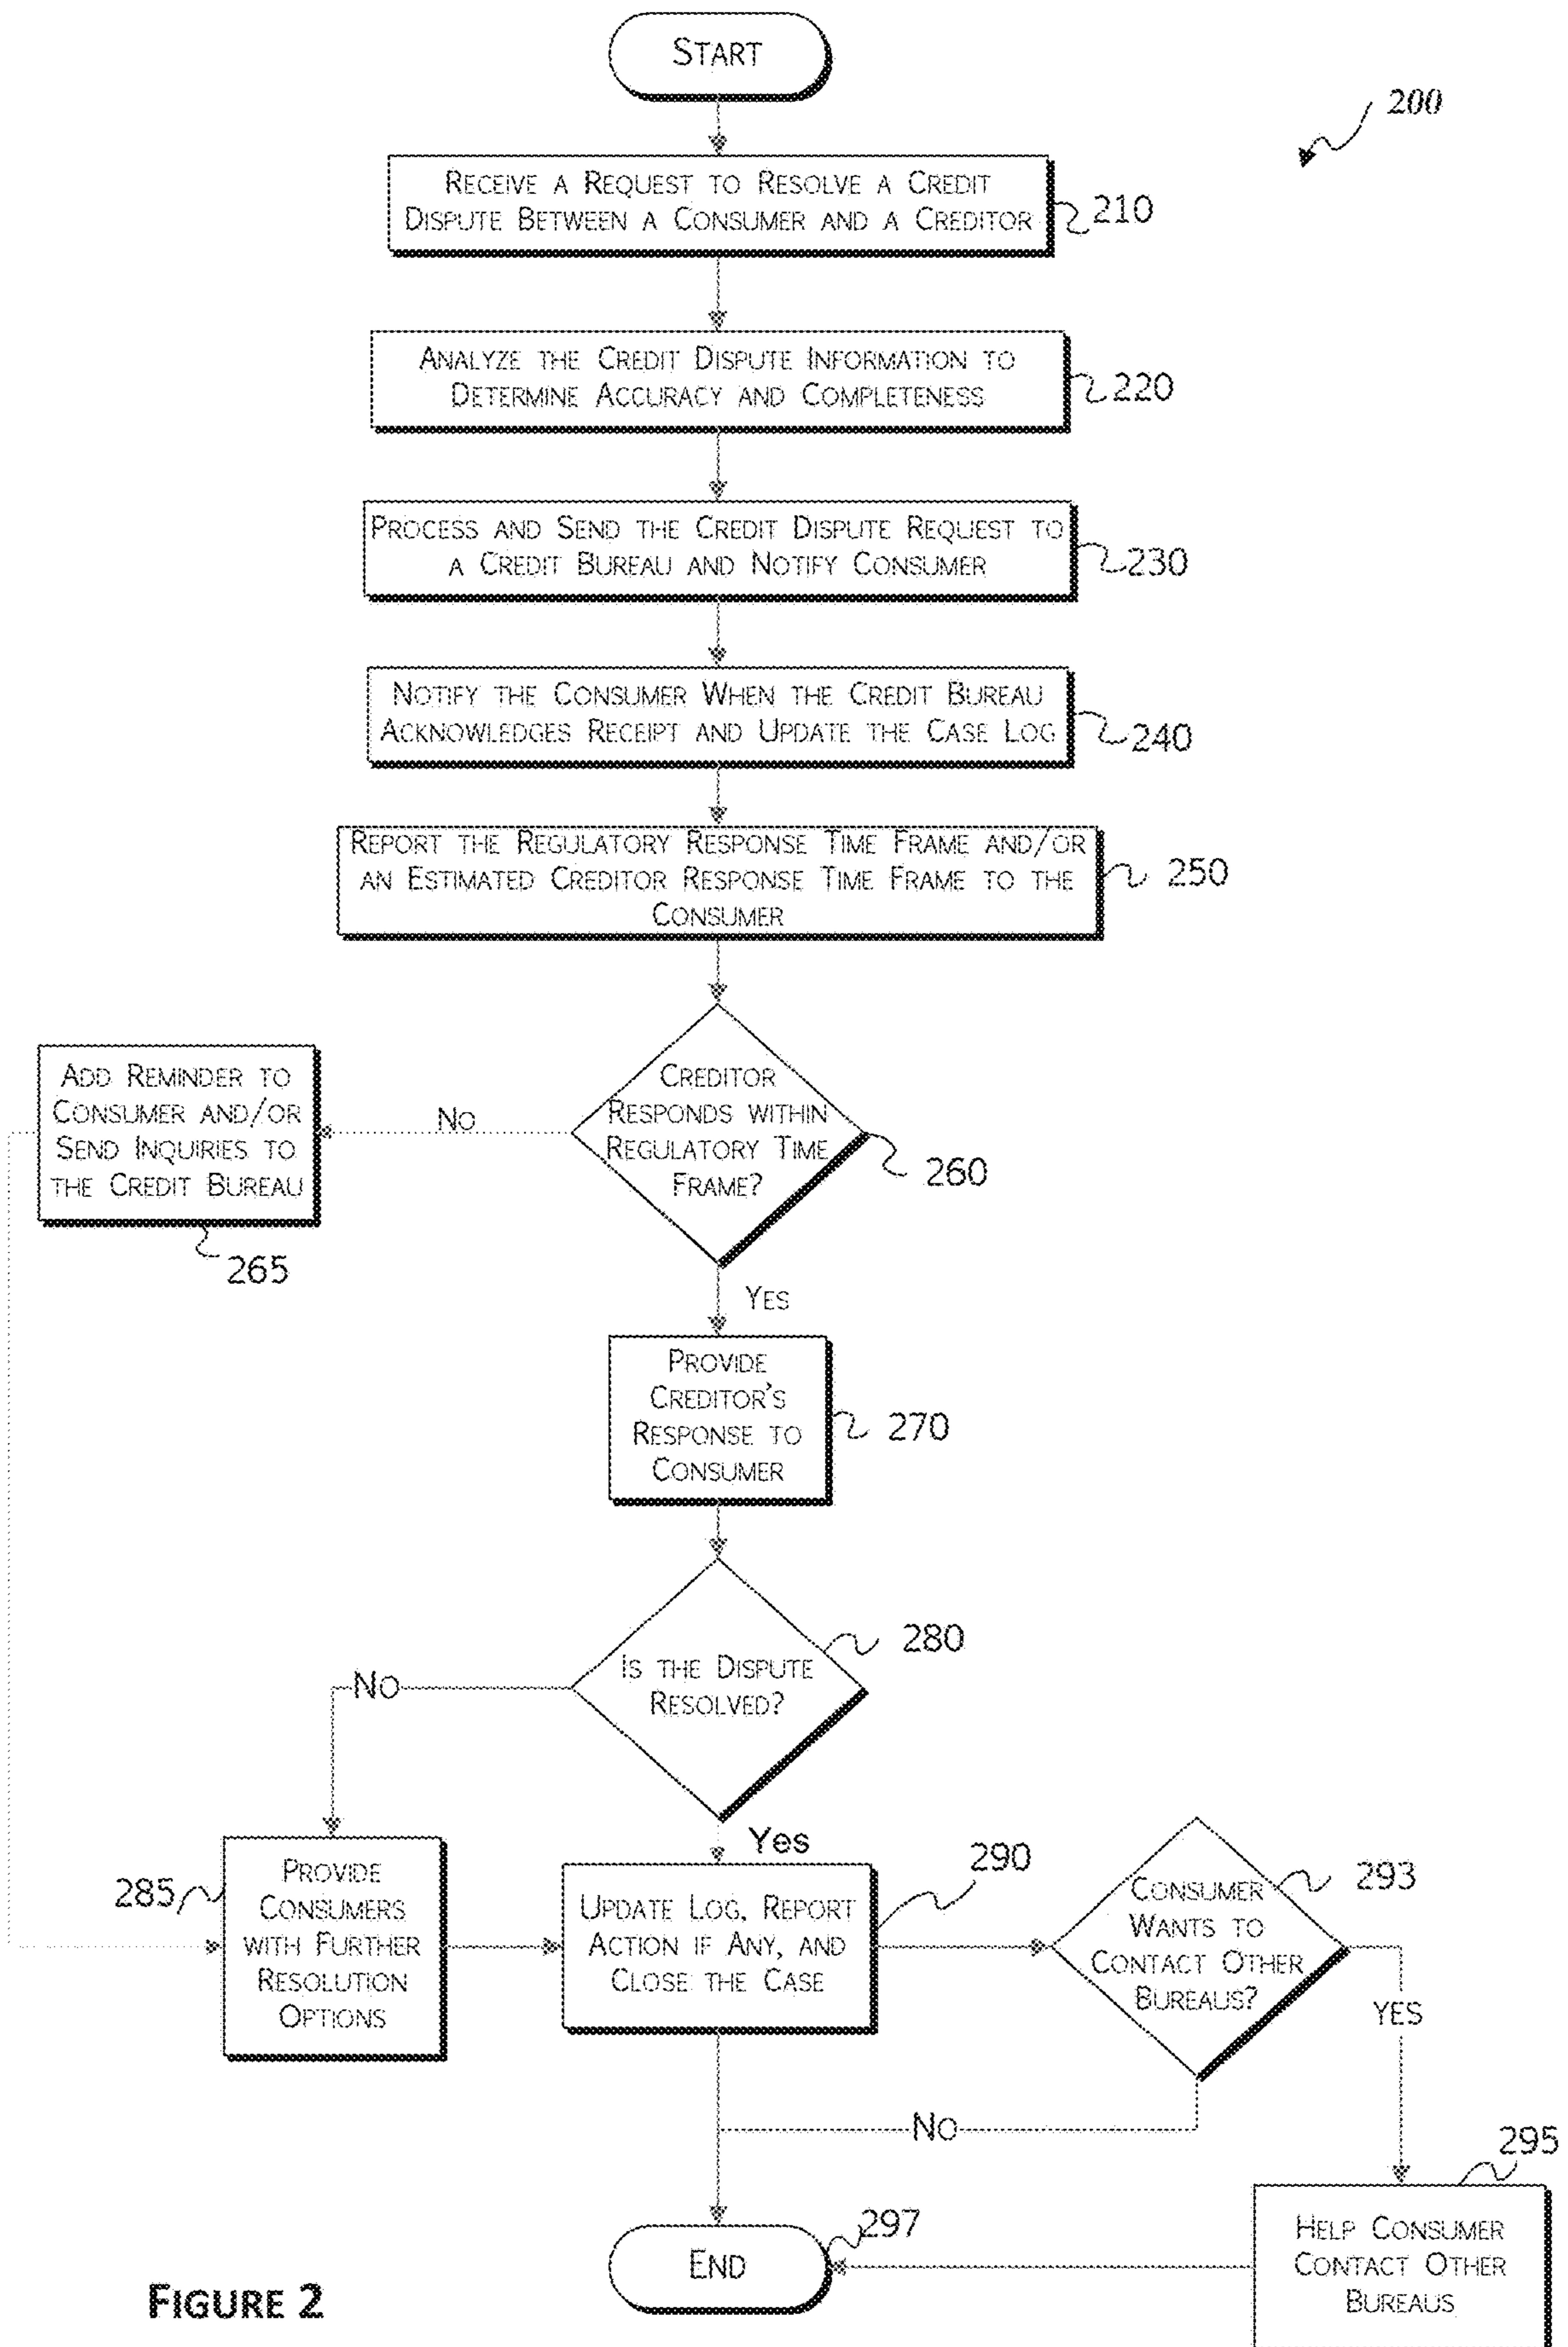 START
200
RECEIVE A REQUEST TO RESOLVE A CREDIT
DISPUTE BETWEEN A CONSUMER AND A CREDITOR
210
ANALYZE THE CREDIT DISPUTE INFORMATION TO
DETERMINE ACCURACY AND COMPLETENESS
220
PROCESS AND SEND THE CREDIT DISPUTE REQUEST TO
A CREDIT BUREAU AND NOTIFY CONSUMER
230
NOTIFY THE CONSUMER WHEN THE CREDIT BUREAU
ACKNOWLEDGES RECEIPT AND UPDATE THE CASE LOG
240
REPORT THE REGULATORY RESPONSE TIME FRAME AND/OR
AN ESTIMATED CREDITOR RESPONSE TIME FRAME TO THE
CONSUMER
250
CREDITOR
RESPONDS WITHIN
REGULATORY TIME
FRAME?
260
NO
ADD REMINDER TO
CONSUMER AND/OR
SEND INQUIRIES TO
THE CREDIT BUREAU
265
YES
PROVIDE
CREDITOR'S
RESPONSE TO
CONSUMER
270
IS THE DISPUTE
RESOLVED?
280
NO
Yes
PROVIDE
CONSUMERS
WITH FURTHER
RESOLUTION
OPTIONS
285
UPDATE LOG, REPORT
ACTION IF ANY, AND
CLOSE THE CASE
290
CONSUMER
WANTS TO
CONTACT OTHER
BUREAUS?
293
YES
NO
295
HELP CONSUMER
CONTACT OTHER
BUREAUS
END
297
FIGURE 2